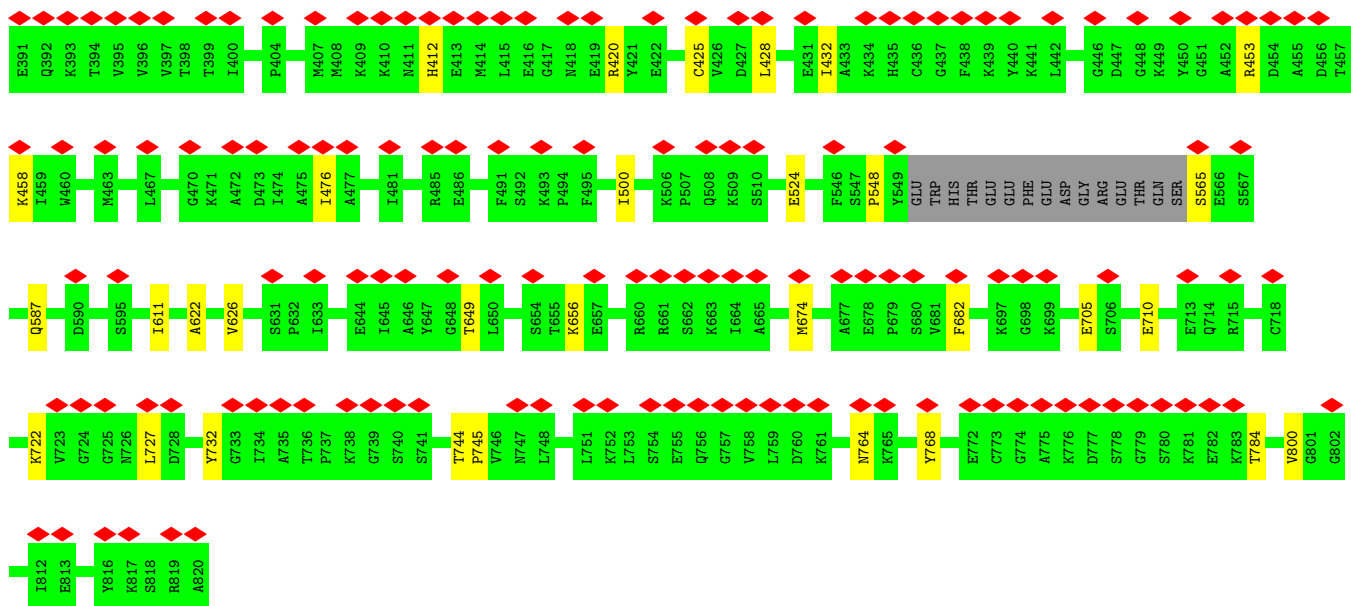 E391 Q392 K393 T394 V395 V396 V397 T398 T399 I400 P404 M407 M408 K409 K410 N411 H412 E413 M414 L415 E416 G417 N418 E419 R420 Y421 E422 C425 V426 D427 L428 E431 I432 A433 K434 H435 C436 G437 F438 K439 Y440 K441 L442 G446 D447 G448 K449 Y450 G451 A452 R453 D454 A455 D456 T457
K458 I459 W460 M463 L467 G470 K471 A472 D473 I474 A475 I476 A477 I481 R485 E486 F491 S492 K493 P494 F495 I500 K506 P507 Q508 K509 S510 E524 F546 S547 P548 Y549 GLU TRP HIS THR GLU GLU PHE GLU ASP GLY ARG GLU THR GLN SER S565 E566 S567
Q587 D590 S595 I611 A622 V626 S631 P632 I633 E644 I645 A646 Y647 G648 T649 L650 S654 T655 K656 E657 R660 R661 S662 K663 I664 A665 M674 A677 E678 P679 S680 V681 F682 K697 G698 K699 E705 S706 E710 E713 Q714 R715 C718
K722 V723 G724 G725 N726 L727 D728 Y732 G733 I734 A735 T736 P737 K738 G739 S740 S741 T744 P745 V746 N747 L748 L751 K752 L753 S754 E755 Q756 G757 V758 L759 D760 K761 N764 K765 Y768 E772 C773 G774 A775 K776 D777 S778 G779 S780 K781 E782 K783 T784 V800 G801 G802
I812 E813 Y816 K817 S818 R819 A820